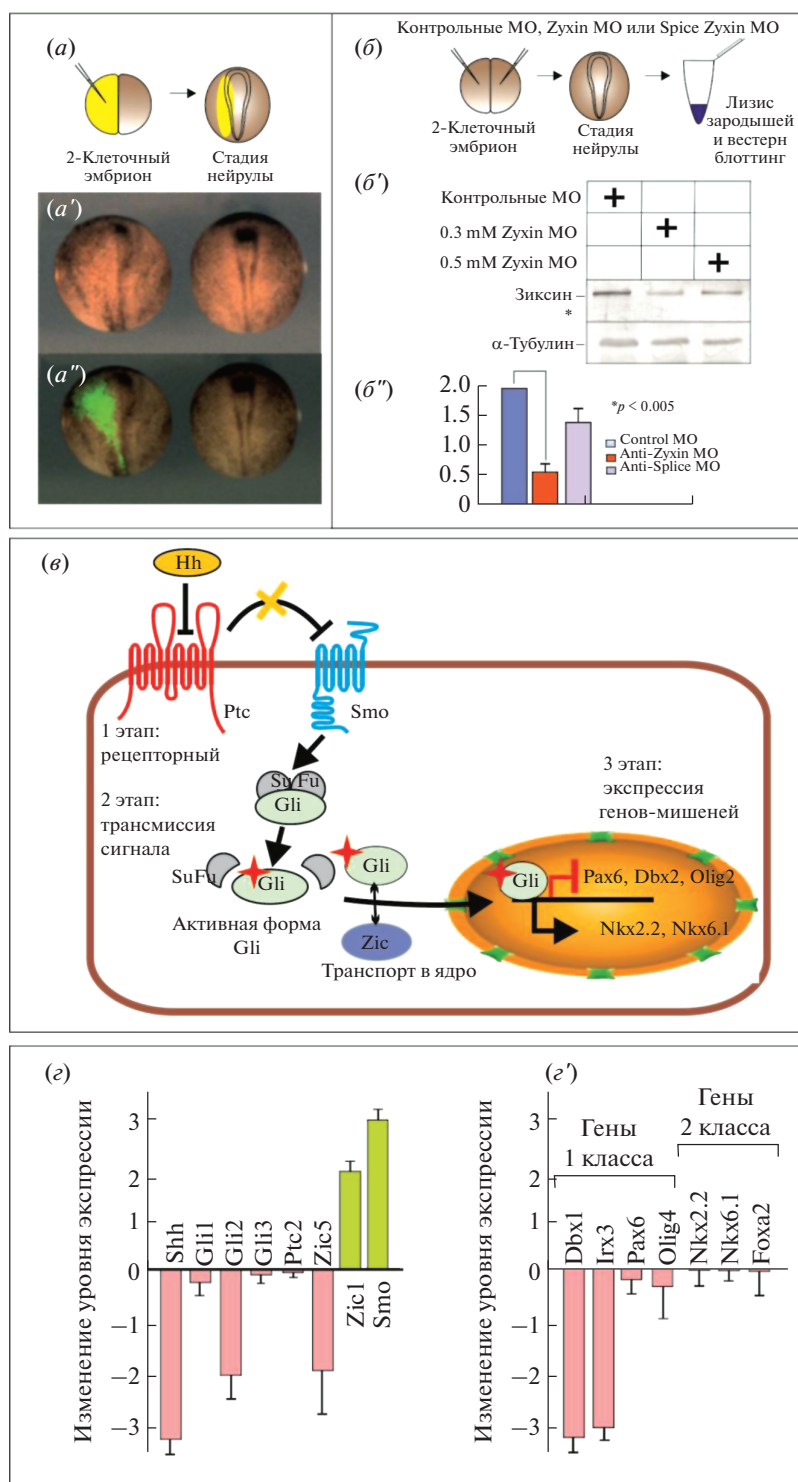 (а)
2-Клеточный
эмбрион
Стадия
нейрулы
(а')
(а'')
(б)
Контрольные МО, Zyxin МО или Spice Zyxin МО
2-Клеточный
эмбрион
Стадия
нейрулы
Лизис
зародышей
и вестерн
блоттинг
(б')
Контрольные МО
+
0.3 mM Zyxin МО
+
0.5 mM Zyxin МО
+
Зиксин –
*
α-Тубулин –
(б'')
2.0
1.5
1.0
0.5
0
*p < 0.005
Control MO
Anti-Zyxin MO
Anti-Splice MO
(в)
Hh
Ptc
Smo
1 этап:
рецепторный
SuFu
Gli
2 этап:
трансмиссия
сигнала
SuFu
Gli
Активная форма
Gli
Gli
Zic
Транспорт в ядро
3 этап:
экспрессия
генов-мишеней
Gli
Pax6, Dbx2, Olig2
Nkx2.2, Nkx6.1
(г)
Изменение уровня экспрессии
3
2
1
0
−1
−2
−3
Shh
Gli1
Gli2
Gli3
Ptc2
Zic5
Zic1
Smo
(г')
Изменение уровня экспрессии
3
2
1
0
−1
−2
−3
Гены
1 класса
Гены
2 класса
Dbx1
Irx3
Pax6
Olig4
Nkx2.2
Nkx6.1
Foxa2